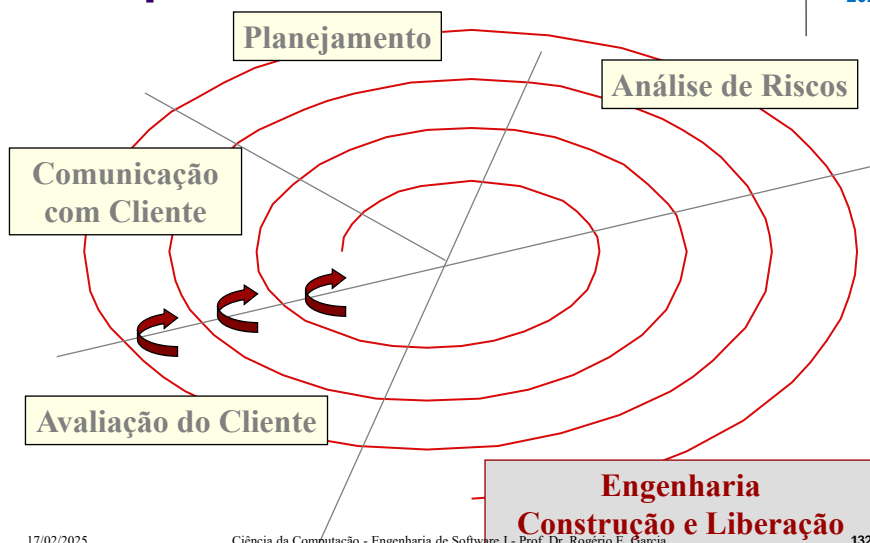 Planejamento
Análise de Riscos
Comunicação
com Cliente
Avaliação do Cliente
Engenharia
Construção e Liberação
17/02/2025
Ciência da Computação - Engenharia de Software I - Prof. Dr. Rogério E. Garcia
132